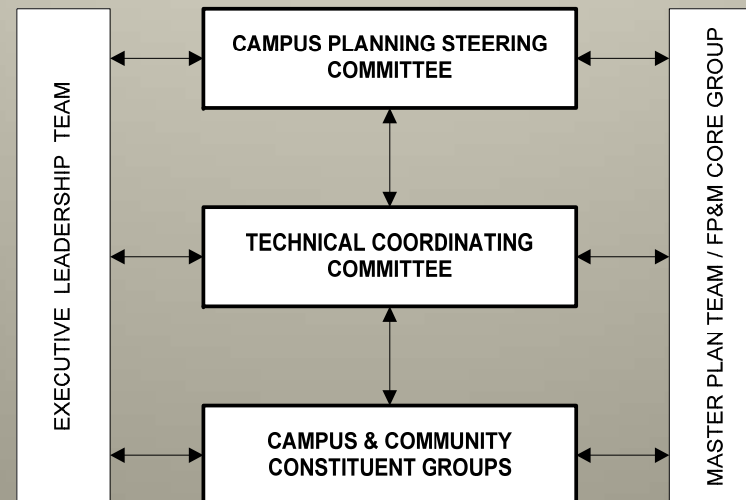 EXECUTIVE LEADERSHIP TEAM
CAMPUS PLANNING STEERING
COMMITTEE
TECHNICAL COORDINATING
COMMITTEE
CAMPUS & COMMUNITY
CONSTITUENT GROUPS
MASTER PLAN TEAM / FP&M CORE GROUP